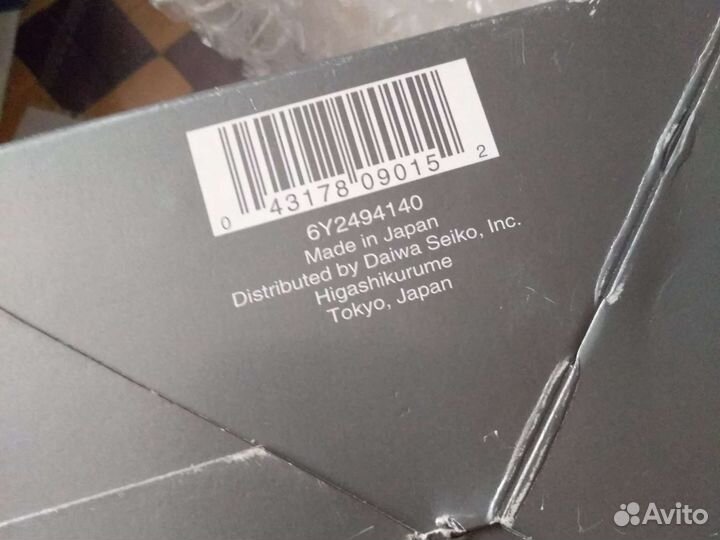 0 43178 09015 2
6Y2494140
Made in Japan
Distributed by Daiwa Seiko, Inc.
Higashikurume
Tokyo, Japan
Avito